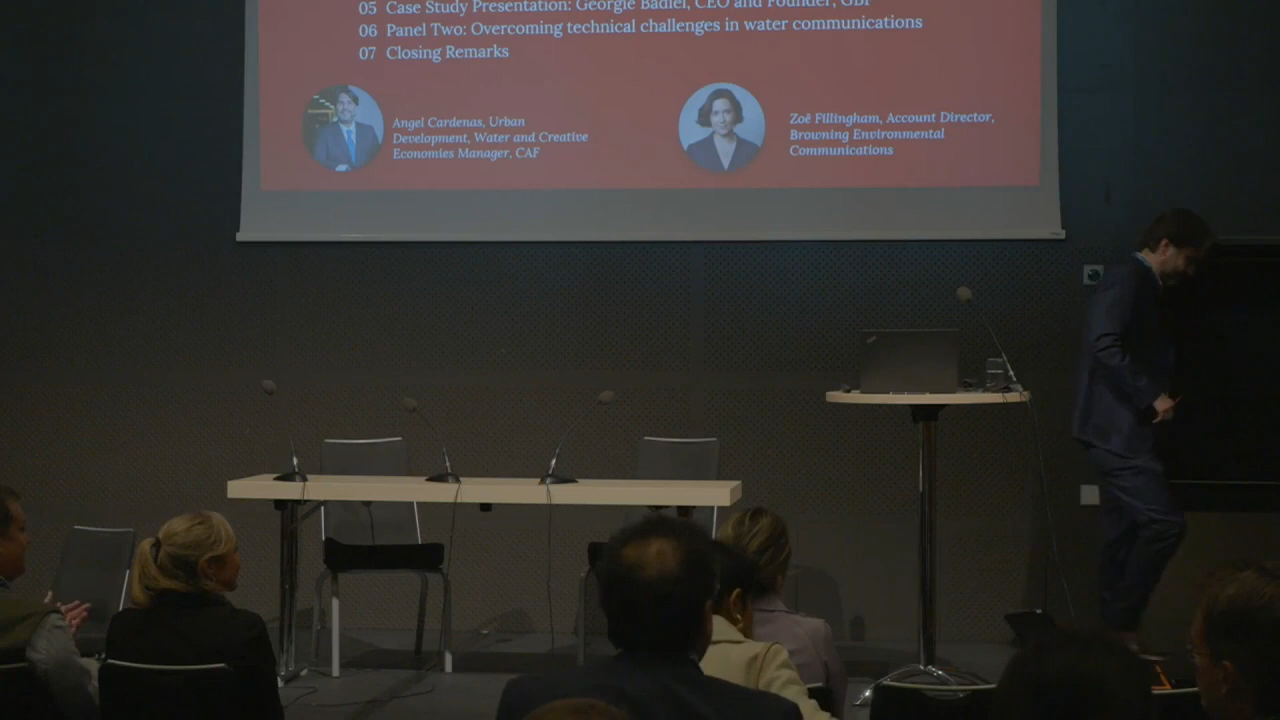 05 Case Study Presentation: Georgie Badiel, CEO and Founder, GBF
06 Panel Two: Overcoming technical challenges in water communications
07 Closing Remarks
Angel Cardenas, Urban
Development, Water and Creative
Economies Manager, CAF
Zoë Fillingham, Account Director,
Browning Environmental
Communications